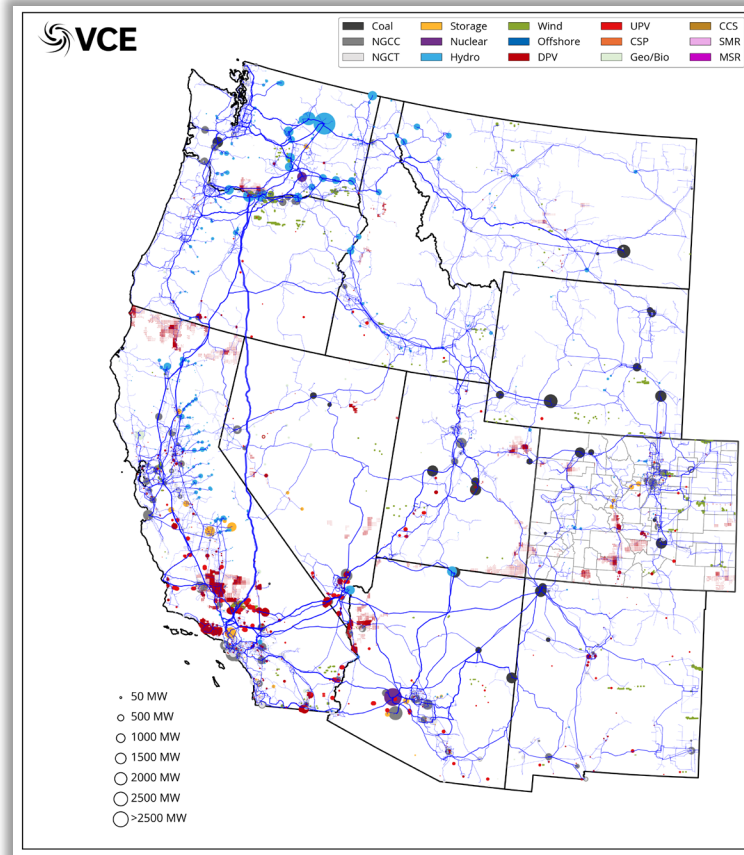 VCE
Coal Storage Wind UPV CCS
NGCC Nuclear Offshore CSP SMR
NGCT Hydro DPV Geo/Bio MSR
50 MW
500 MW
1000 MW
1500 MW
2000 MW
2500 MW
>2500 MW